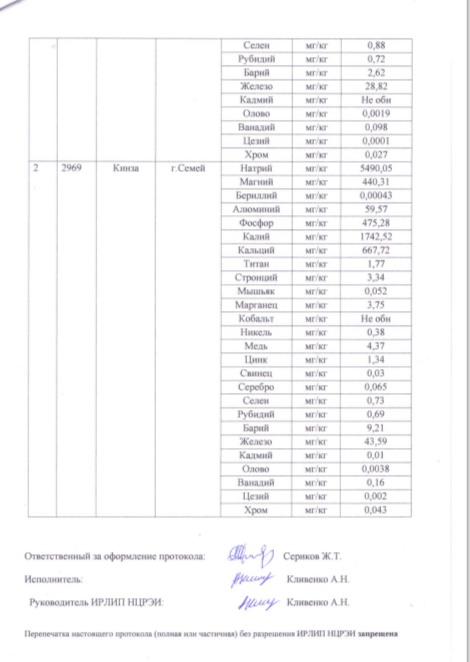 Селен мг/кг 0,88
Рубидий мг/кг 0,72
Барий мг/кг 2,62
Железо мг/кг 28,82
Кадмий мг/кг Не обн
Олово мг/кг 0,0019
Ванадий мг/кг 0,098
Цезий мг/кг 0,0001
Хром мг/кг 0,027
2 2969 Кинза г.Семей Натрий мг/кг 5490,05
Магний мг/кг 440,31
Бериллий мг/кг 0,00043
Алюминий мг/кг 59,57
Фосфор мг/кг 475,28
Калий мг/кг 1742,52
Кальций мг/кг 667,72
Титан мг/кг 1,77
Стронций мг/кг 3,34
Мышьяк мг/кг 0,052
Марганец мг/кг 3,75
Кобальт мг/кг Не обн
Никель мг/кг 0,38
Медь мг/кг 4,37
Цинк мг/кг 1,34
Свинец мг/кг 0,03
Серебро мг/кг 0,065
Селен мг/кг 0,73
Рубидий мг/кг 0,69
Барий мг/кг 9,21
Железо мг/кг 43,59
Кадмий мг/кг 0,01
Олово мг/кг 0,0038
Ванадий мг/кг 0,16
Цезий мг/кг 0,002
Хром мг/кг 0,043
Ответственный за оформление протокола: Сериков Ж.Т.
Исполнитель: Кливенко А.Н.
Руководитель ИРЛИП НЦРЭИ: Кливенко А.Н.
Перепечатка настоящего протокола (полная или частичная) без разрешения ИРЛИП НЦРЭИ запрещена